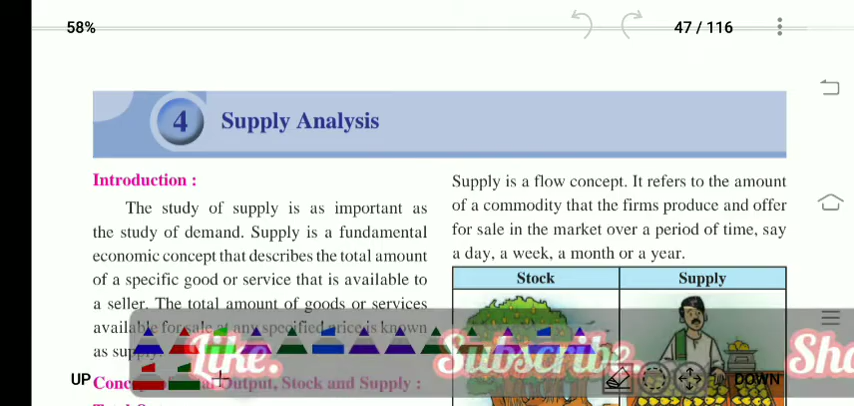 58%
47 / 116
4 Supply Analysis
Introduction :
The study of supply is as important as
the study of demand. Supply is a fundamental
economic concept that describes the total amount
of a specific good or service that is available to
a seller. The total amount of goods or services
available for sale at any specified price is known
as supply.
Supply is a flow concept. It refers to the amount
of a commodity that the firms produce and offer
for sale in the market over a period of time, say
a day, a week, a month or a year.
Stock Supply
Like. Subscribe. Sha
UP
Output, Stock and Supply :
DOWN